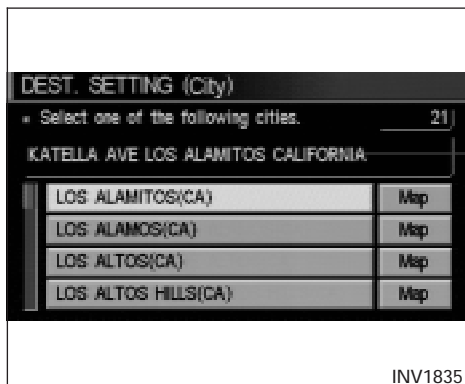 DEST. SETTING (City)
Select one of the following cities. 21
KATELLA AVE LOS ALAMITOS CALIFORNIA
LOS ALAMITOS(CA) Map
LOS ALAMOS(CA) Map
LOS ALTOS(CA) Map
LOS ALTOS HILLS(CA) Map
INV1835